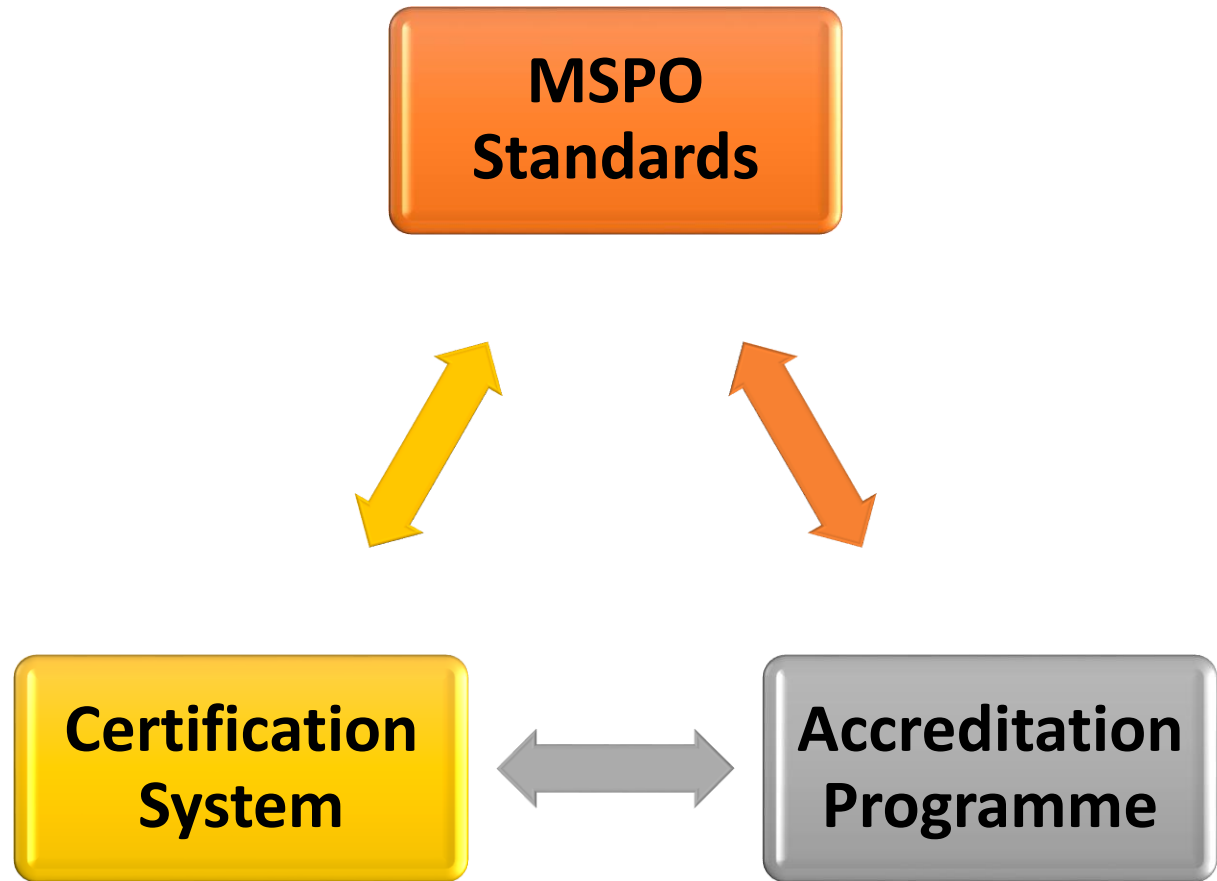 MSPO
Standards
Certification
System
Accreditation
Programme